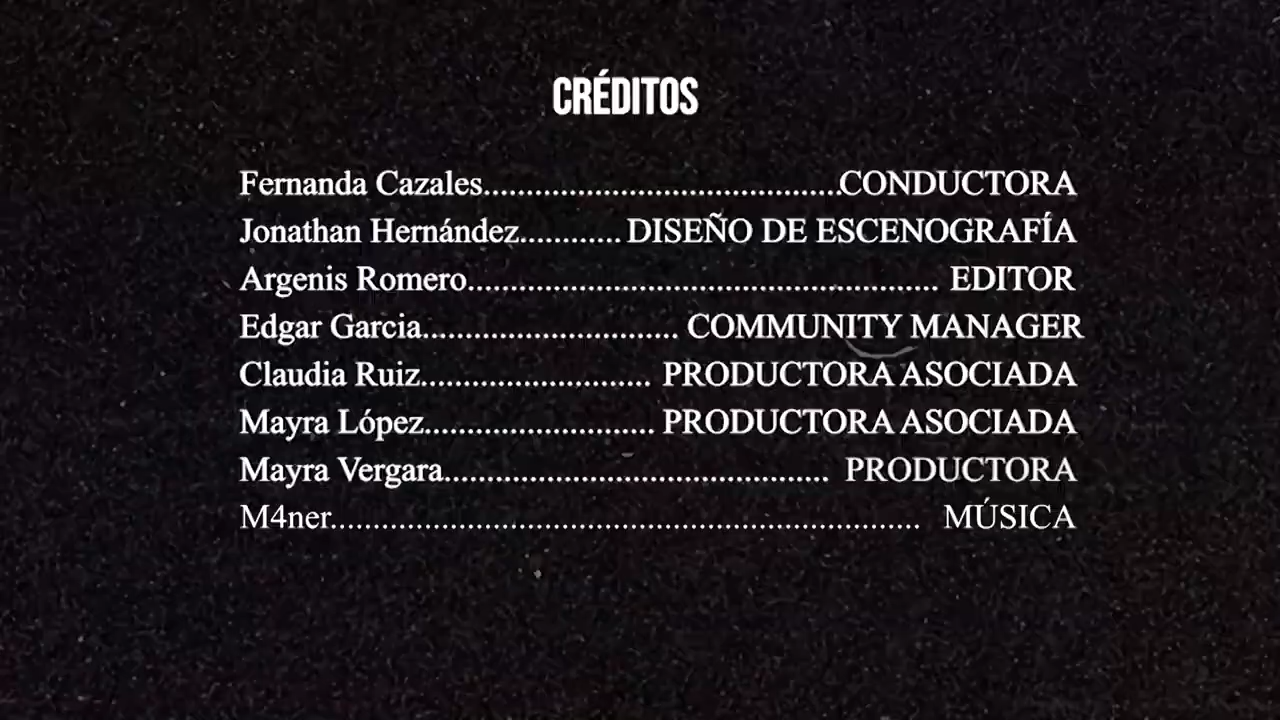 CRÉDITOS
Fernanda Cazales..........................................CONDUCTORA
Jonathan Hernández............ DISEÑO DE ESCENOGRAFÍA
Argenis Romero........................................................ EDITOR
Edgar Garcia.............................. COMMUNITY MANAGER
Claudia Ruiz........................... PRODUCTORA ASOCIADA
Mayra López........................... PRODUCTORA ASOCIADA
Mayra Vergara............................................. PRODUCTORA
M4ner..................................................................... MÚSICA